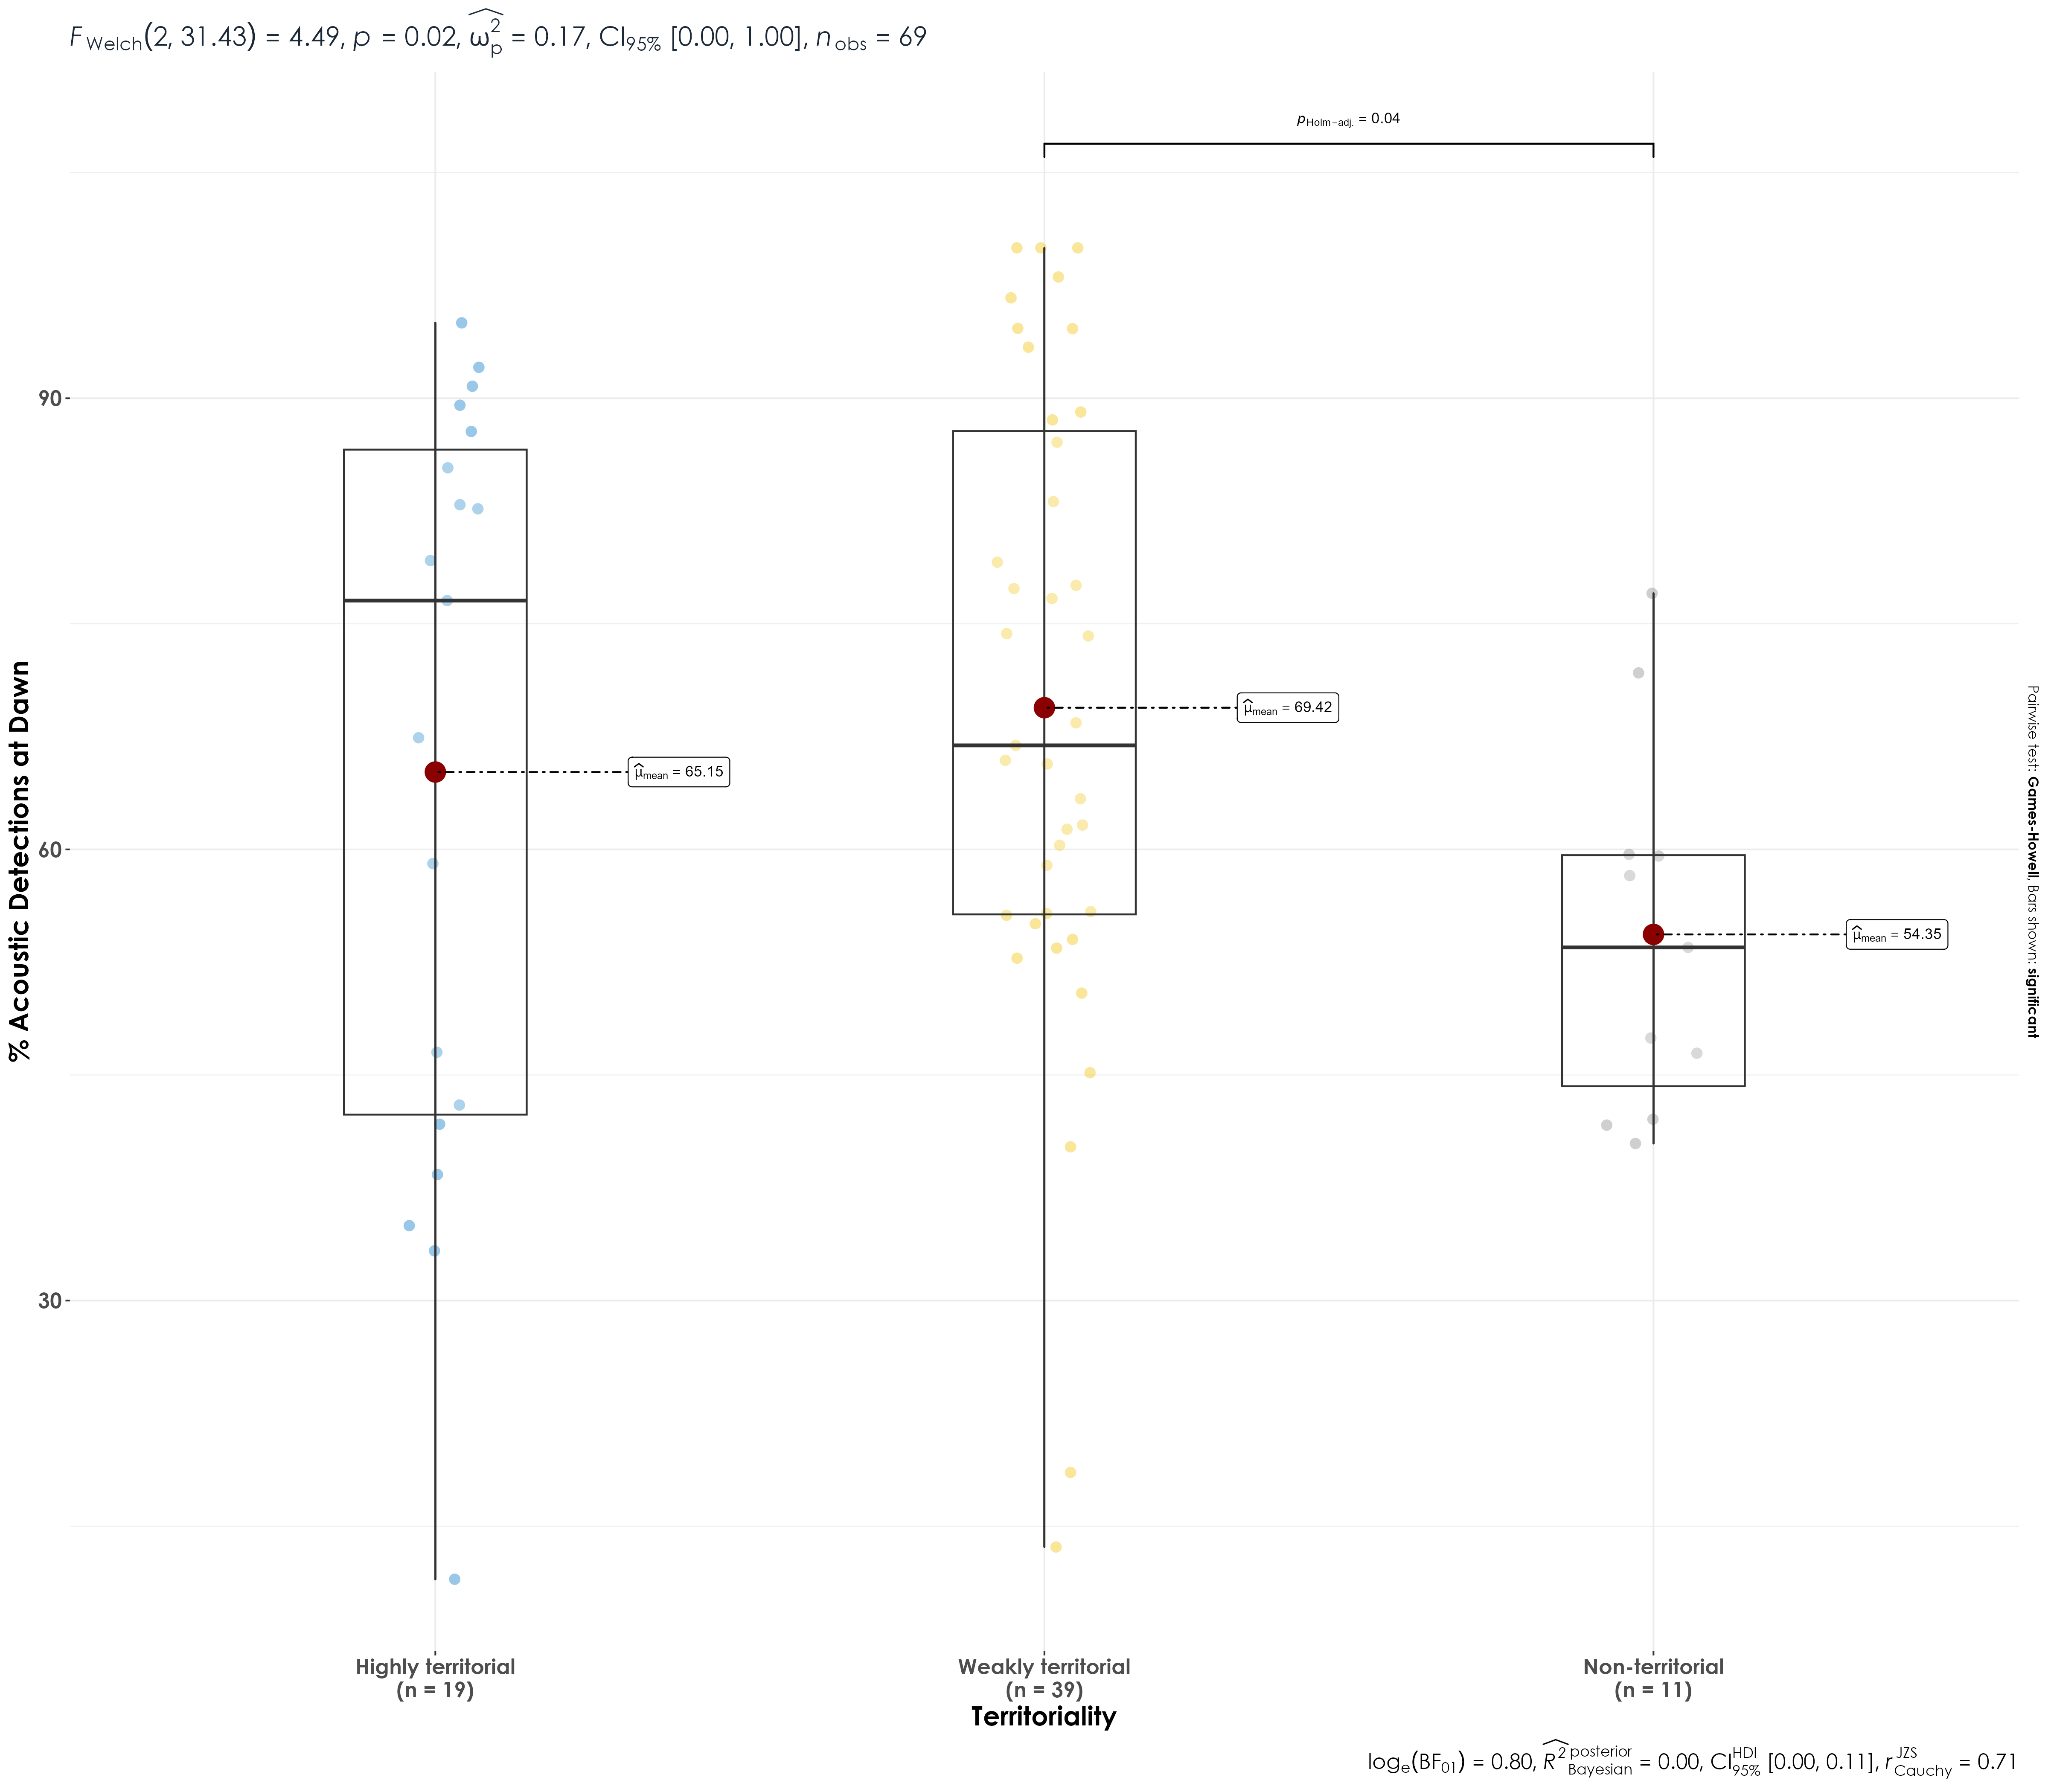 F Welch(2, 31.43) = 4.49, p = 0.02, ω̂²p = 0.17, CI95% [0.00, 1.00], nobs = 69
pHolm−adj. = 0.04
% Acoustic Detections at Dawn
90
60
30
μ̂mean = 65.15
μ̂mean = 69.42
μ̂mean = 54.35
Pairwise test: Games-Howell, Bars shown: significant
Highly territorial
(n = 19)
Weakly territorial
(n = 39)
Non-territorial
(n = 11)
Territoriality
loge(BF01) = 0.80, R̂² posterior Bayesian = 0.00, CI HDI 95% [0.00, 0.11], r JZS Cauchy = 0.71